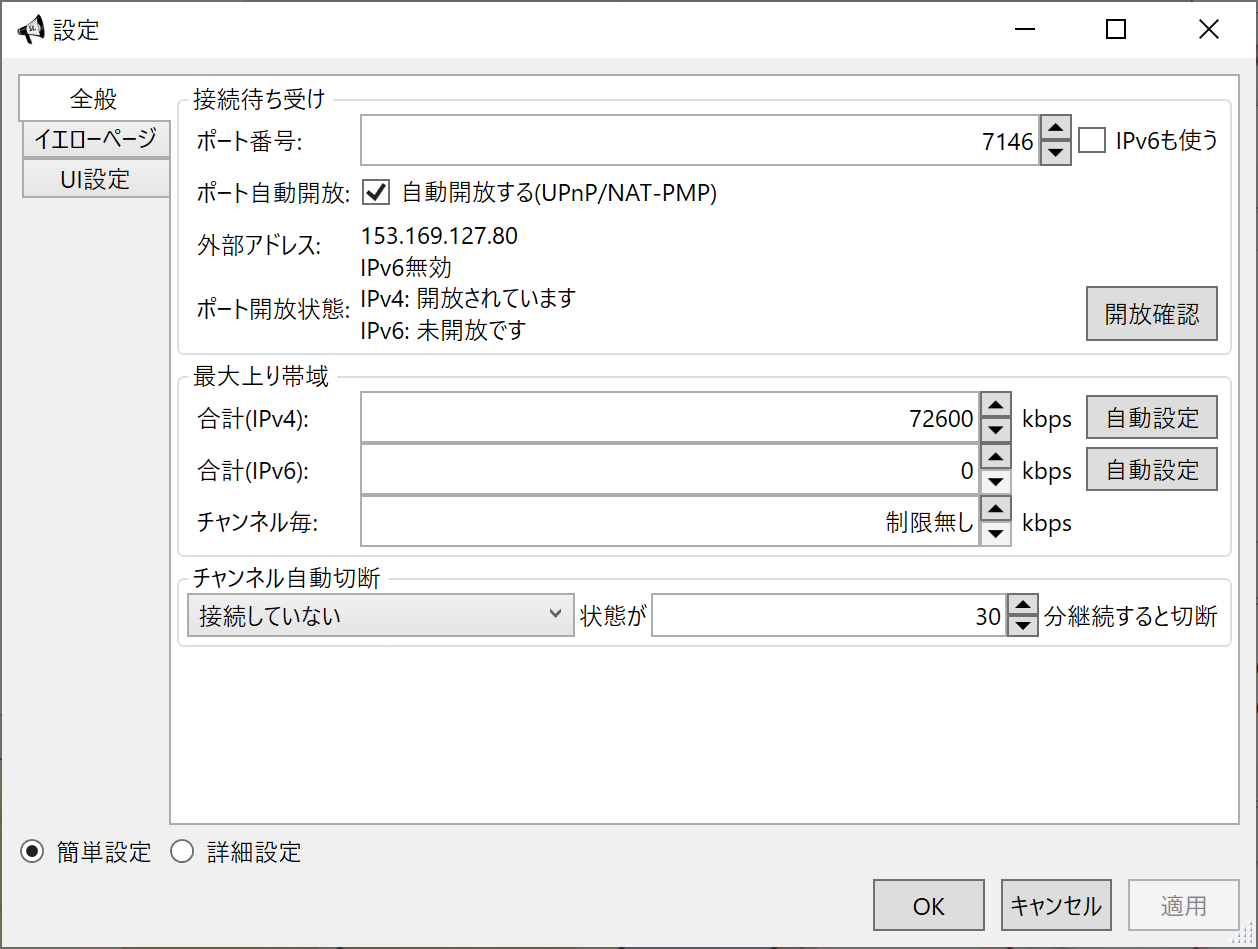 設定
全般
イエローページ
UI設定
接続待ち受け
ポート番号: 7146 IPv6も使う
ポート自動開放: 自動開放する(UPnP/NAT-PMP)
外部アドレス: 153.169.127.80
IPv6無効
ポート開放状態: IPv4: 開放されています
IPv6: 未開放です
開放確認
最大上り帯域
合計(IPv4): 72600 kbps 自動設定
合計(IPv6): 0 kbps 自動設定
チャンネル毎: 制限無し kbps
チャンネル自動切断
接続していない 状態が 30 分継続すると切断
簡単設定 詳細設定
OK キャンセル 適用